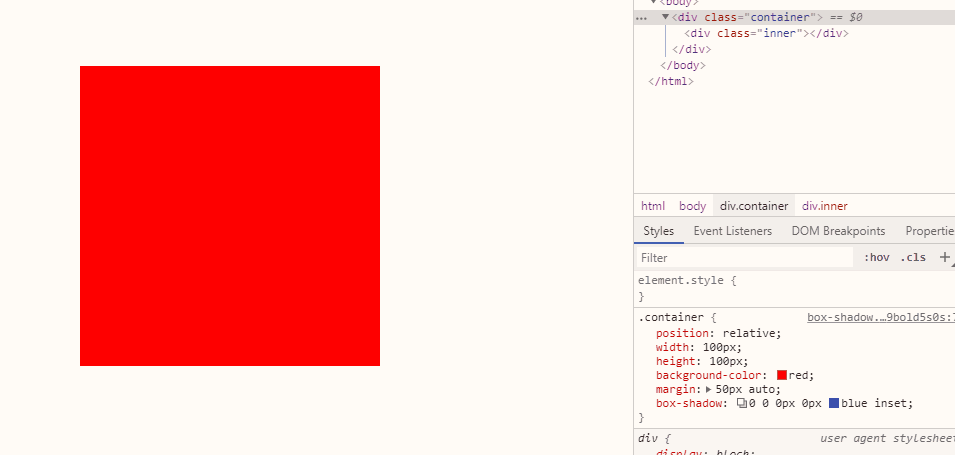 <body>
••• ▼<div class="container"> == $0
<div class="inner"></div>
</div>
</body>
</html>
html body div.container div.inner
Styles Event Listeners DOM Breakpoints Propertie
Filter :hov .cls +
element.style {
}
.container { box-shadow.…9bold5s0s:7
position: relative;
width: 100px;
height: 100px;
background-color: red;
margin: ▶ 50px auto;
box-shadow: 0 0 0px 0px blue inset;
}
div { user agent stylesheet
display: block;